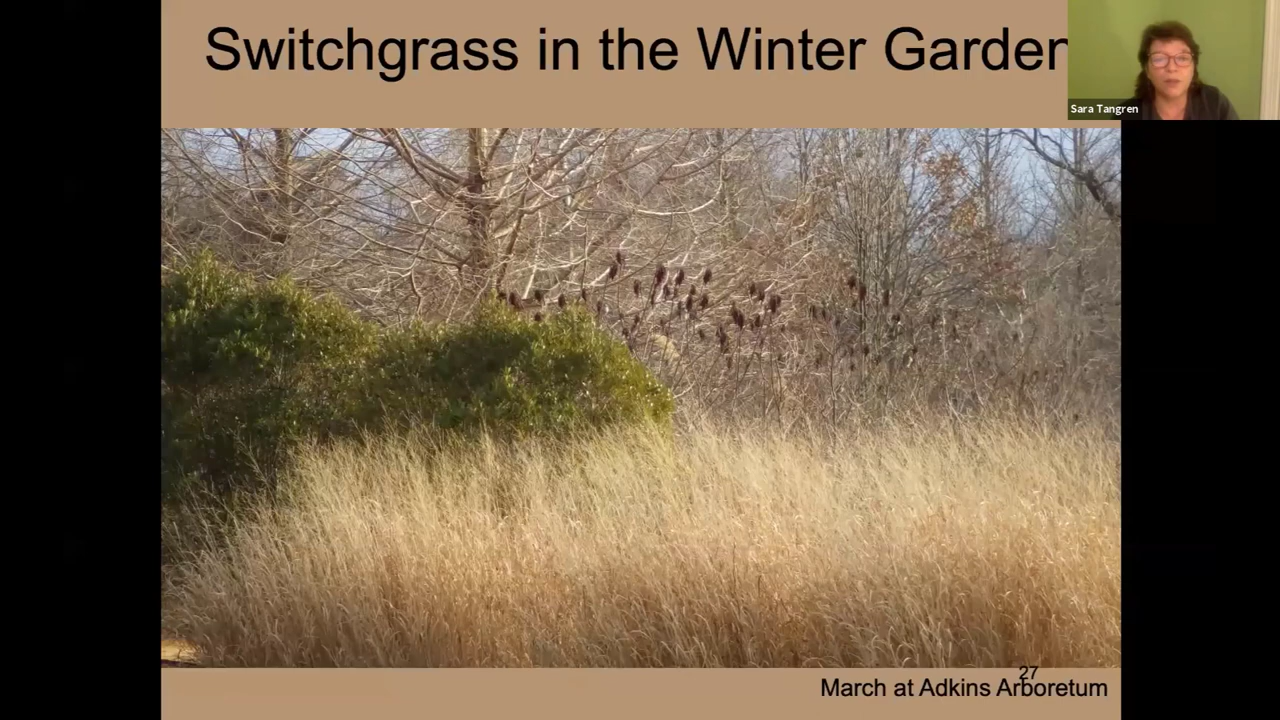 Switchgrass in the Winter Garden
Sara Tangren
27
March at Adkins Arboretum